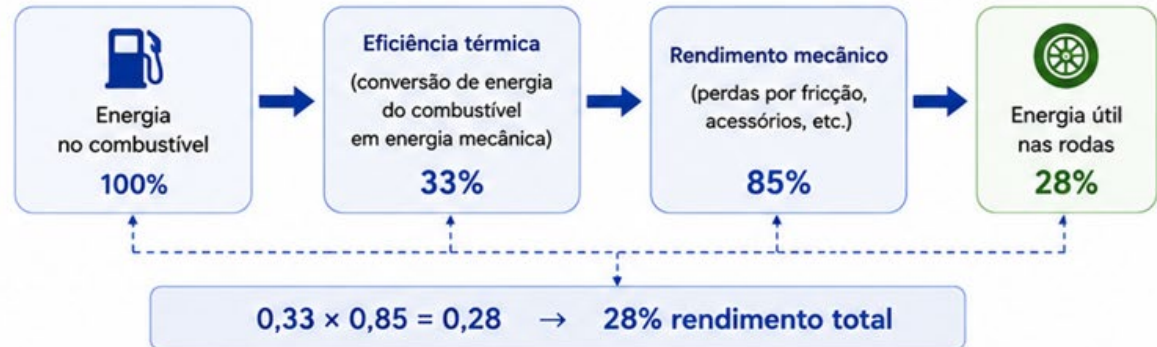 Energia
no combustível
100%
Eficiência térmica
(conversão de energia
do combustível
em energia mecânica)
33%
Rendimento mecânico
(perdas por fricção,
acessórios, etc.)
85%
Energia útil
nas rodas
28%
0,33 × 0,85 = 0,28 → 28% rendimento total